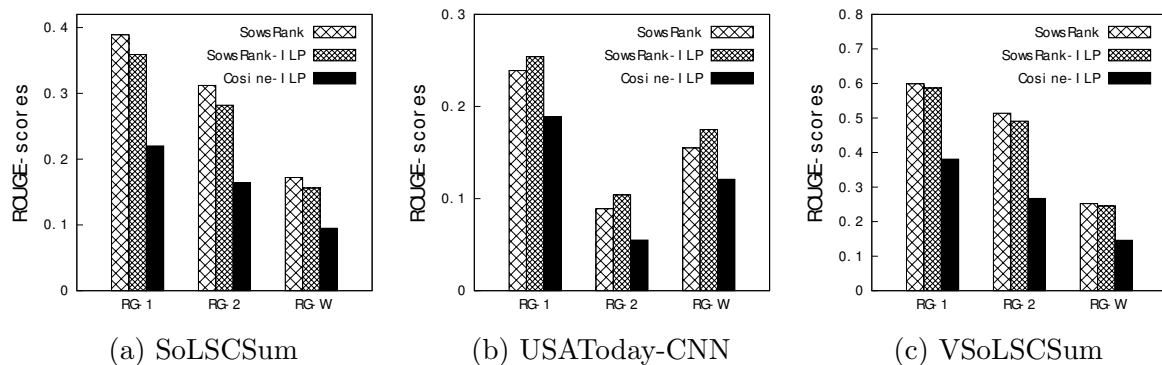 0.4
0.3
0.2
0.1
0
ROUGE-scores
SowsRank
SowsRank-ILP
Cosine-ILP
RG-1 RG-2 RG-W
(a) SoLSCSum
0.3
0.2
0.1
0
ROUGE-scores
SowsRank
SowsRank-ILP
Cosine-ILP
RG-1 RG-2 RG-W
(b) USAToday-CNN
0.8
0.7
0.6
0.5
0.4
0.3
0.2
0.1
0
ROUGE-scores
SowsRank
SowsRank-ILP
Cosine-ILP
RG-1 RG-2 RG-W
(c) VSoLSCSum